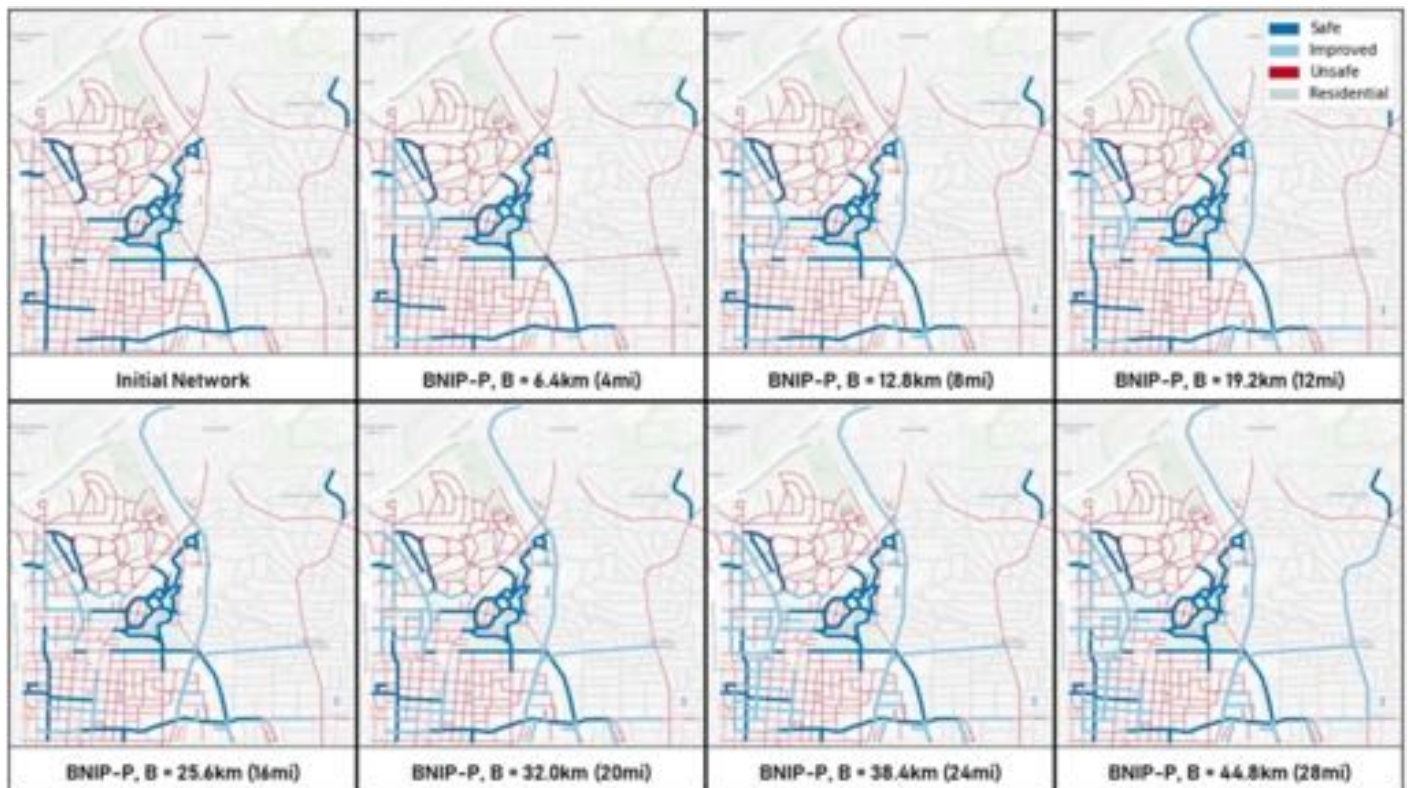 Safe
Improved
Unsafe
Residential
Initial Network
BNIP-P, B = 6.4km (4mi)
BNIP-P, B = 12.8km (8mi)
BNIP-P, B = 19.2km (12mi)
BNIP-P, B = 25.6km (16mi)
BNIP-P, B = 32.0km (20mi)
BNIP-P, B = 38.4km (24mi)
BNIP-P, B = 44.8km (28mi)